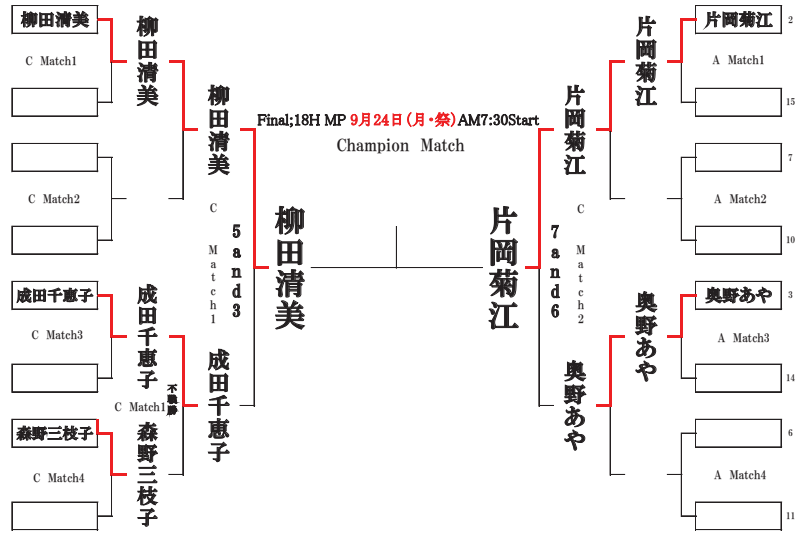 柳田清美
C Match1
C Match2
成田千恵子
C Match3
森野三枝子
C Match4
柳田清美
成田千恵子
不戦勝
C Match1
森野三枝子
柳田清美
C Match1
5and3
成田千恵子
柳田清美
Final;18H MP 9月24日(月・祭)AM7:30Start
Champion Match
片岡菊江
7and6
片岡菊江
C Match2
奥野あや
片岡菊江
奥野あや
片岡菊江 2
A Match1
15
7
A Match2
10
奥野あや 3
A Match3
14
6
A Match4
11